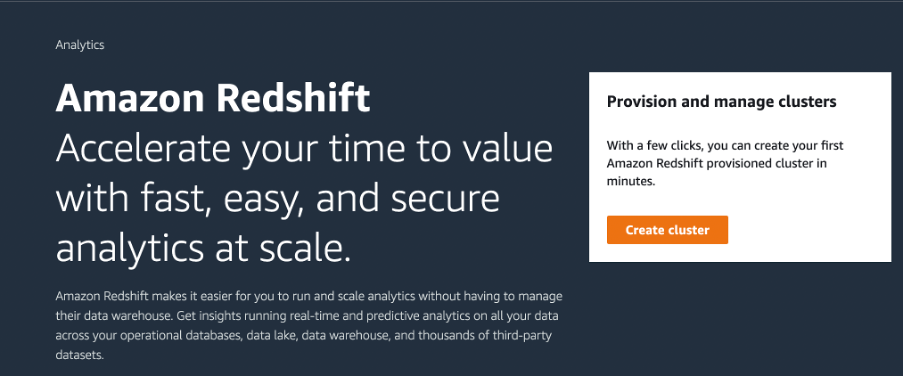 Analytics
Amazon Redshift
Accelerate your time to value
with fast, easy, and secure
analytics at scale.
Amazon Redshift makes it easier for you to run and scale analytics without having to manage
their data warehouse. Get insights running real-time and predictive analytics on all your data
across your operational databases, data lake, data warehouse, and thousands of third-party
datasets.
Provision and manage clusters
With a few clicks, you can create your first
Amazon Redshift provisioned cluster in
minutes.
Create cluster